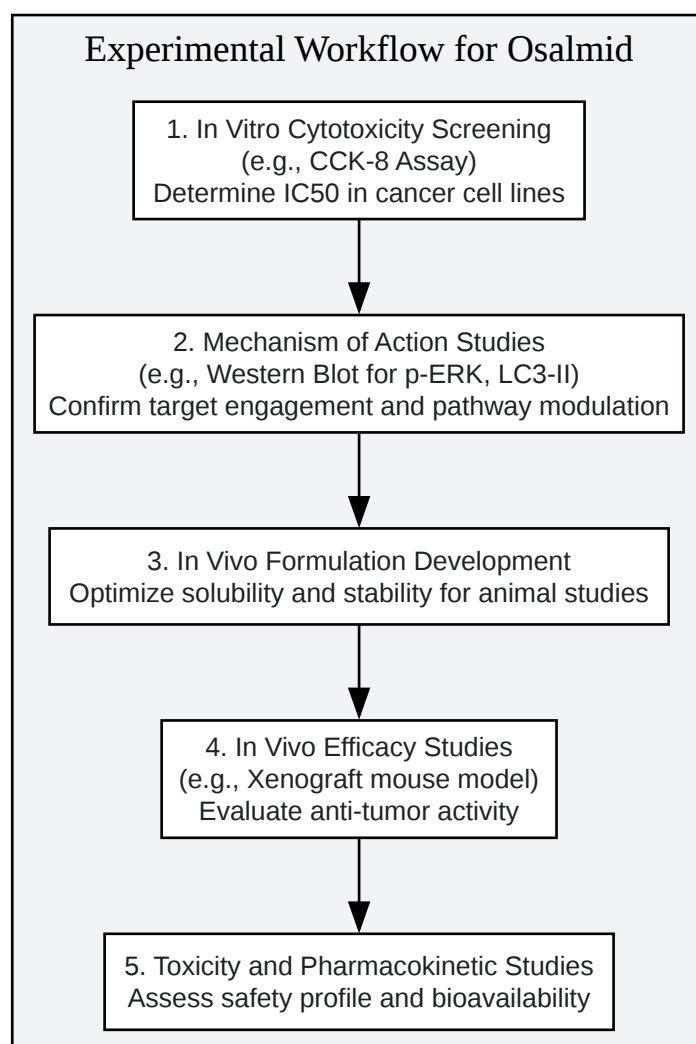 Experimental Workflow for Osalmid
1. In Vitro Cytotoxicity Screening
(e.g., CCK-8 Assay)
Determine IC50 in cancer cell lines
2. Mechanism of Action Studies
(e.g., Western Blot for p-ERK, LC3-II)
Confirm target engagement and pathway modulation
3. In Vivo Formulation Development
Optimize solubility and stability for animal studies
4. In Vivo Efficacy Studies
(e.g., Xenograft mouse model)
Evaluate anti-tumor activity
5. Toxicity and Pharmacokinetic Studies
Assess safety profile and bioavailability